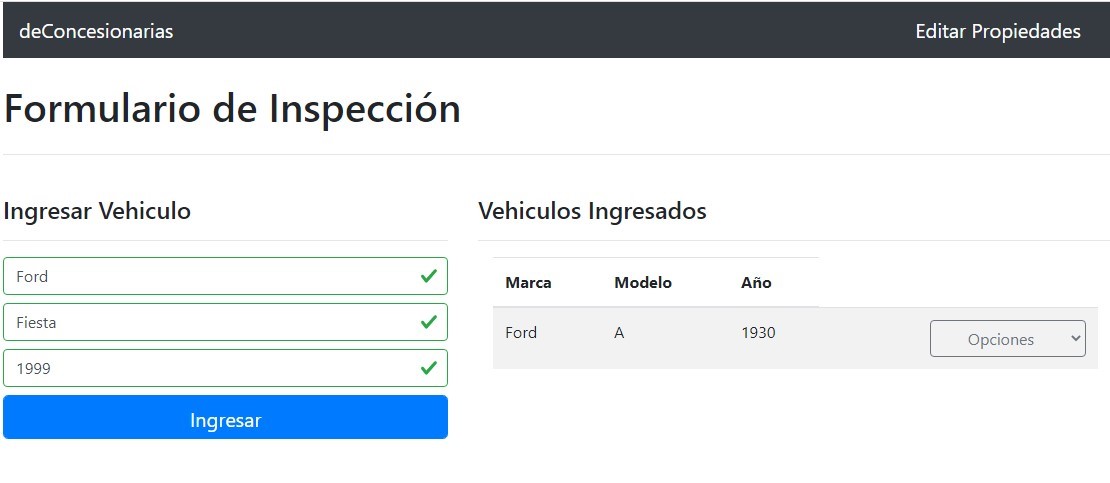 deConcesionarias Editar Propiedades
Formulario de Inspección
Ingresar Vehiculo
Ford
Fiesta
1999
Ingresar
Vehiculos Ingresados
Marca Modelo Año
Ford A 1930 Opciones